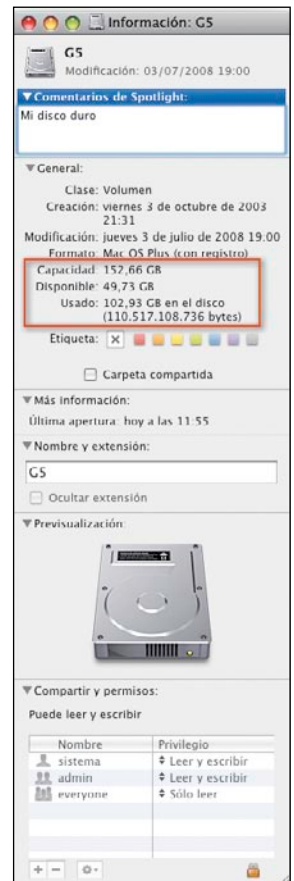 Información: G5
G5
Modificación: 03/07/2008 19:00
Comentarios de Spotlight:
Mi disco duro
General:
Clase: Volumen
Creación: viernes 3 de octubre de 2003
21:31
Modificación: jueves 3 de julio de 2008 19:00
Formato: Mac OS Plus (con registro)
Capacidad: 152,66 GB
Disponible: 49,73 GB
Usado: 102,93 GB en el disco
(110.517.108.736 bytes)
Etiqueta:
Carpeta compartida
Más información:
Última apertura: hoy a las 11:55
Nombre y extensión:
G5
Ocultar extensión
Previsualización:
Compartir y permisos:
Puede leer y escribir
Nombre Privilegio
sistema Leer y escribir
admin Leer y escribir
everyone Sólo leer